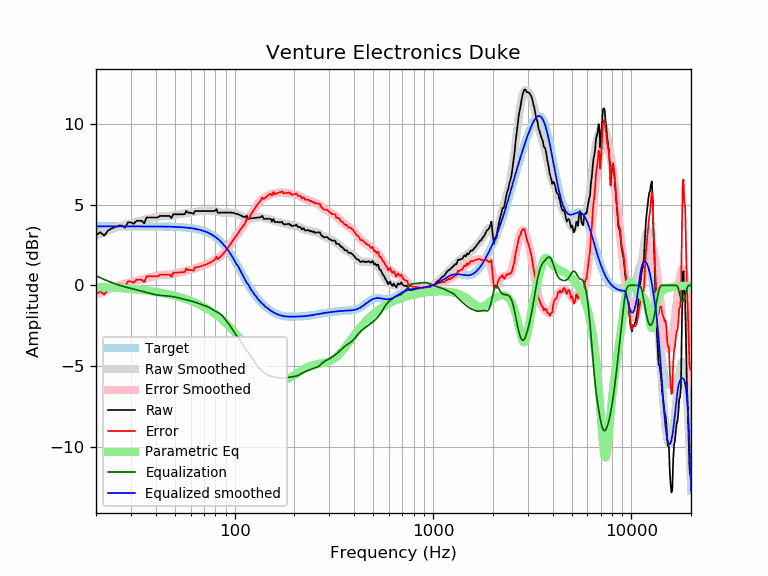 Venture Electronics Duke
Amplitude (dBr)
10
5
0
−5
−10
Target
Raw Smoothed
Error Smoothed
Raw
Error
Parametric Eq
Equalization
Equalized smoothed
100
1000
10000
Frequency (Hz)